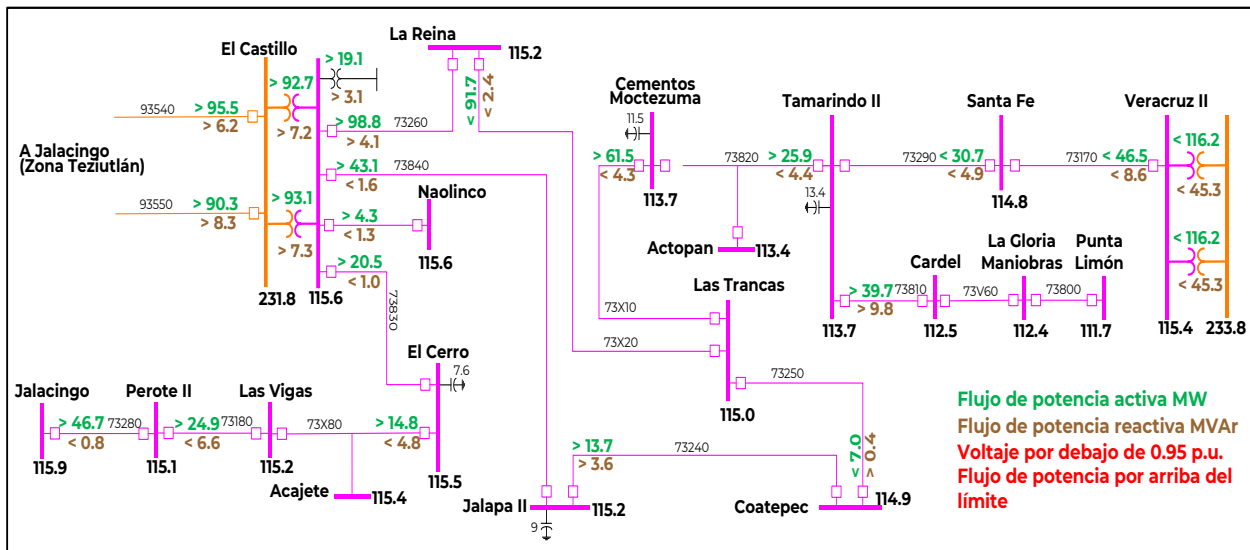 La Reina
115.2
El Castillo
> 19.1
> 92.7
> 3.1
93540
> 95.5
> 6.2
> 7.2
> 98.8
73260
> 4.1
< 91.7
< 2.4
A Jalacingo
(Zona Teziutlán)
> 43.1
73840
< 1.6
Naolinco
> 93.1
93550
> 90.3
> 8.3
> 4.3
< 1.3
> 7.3
> 20.5
< 1.0
115.6
231.8
115.6
73830
Cementos
Moctezuma
11.5
> 61.5
< 4.3
113.7
73820
Actopan
113.4
Tamarindo II
> 25.9
< 4.4
13.4
73290
Santa Fe
< 30.7
< 4.9
114.8
73170
Veracruz II
< 46.5
< 8.6
< 116.2
< 45.3
< 116.2
< 45.3
115.4
233.8
> 39.7
73810
> 9.8
113.7
Cardel
112.5
73V60
La Gloria
Maniobras
112.4
73800
Punta
Limón
111.7
Las Trancas
73X10
73X20
73250
115.0
El Cerro
7.6
Jalacingo
> 46.7
73280
< 0.8
115.9
Perote II
> 24.9
73180
< 6.6
115.1
Las Vigas
73X80
115.2
> 14.8
< 4.8
115.5
Acajete
115.4
> 13.7
73240
> 3.6
Jalapa II
115.2
9
< 7.0
> 0.4
Coatepec
114.9
Flujo de potencia activa MW
Flujo de potencia reactiva MVAr
Voltaje por debajo de 0.95 p.u.
Flujo de potencia por arriba del
límite